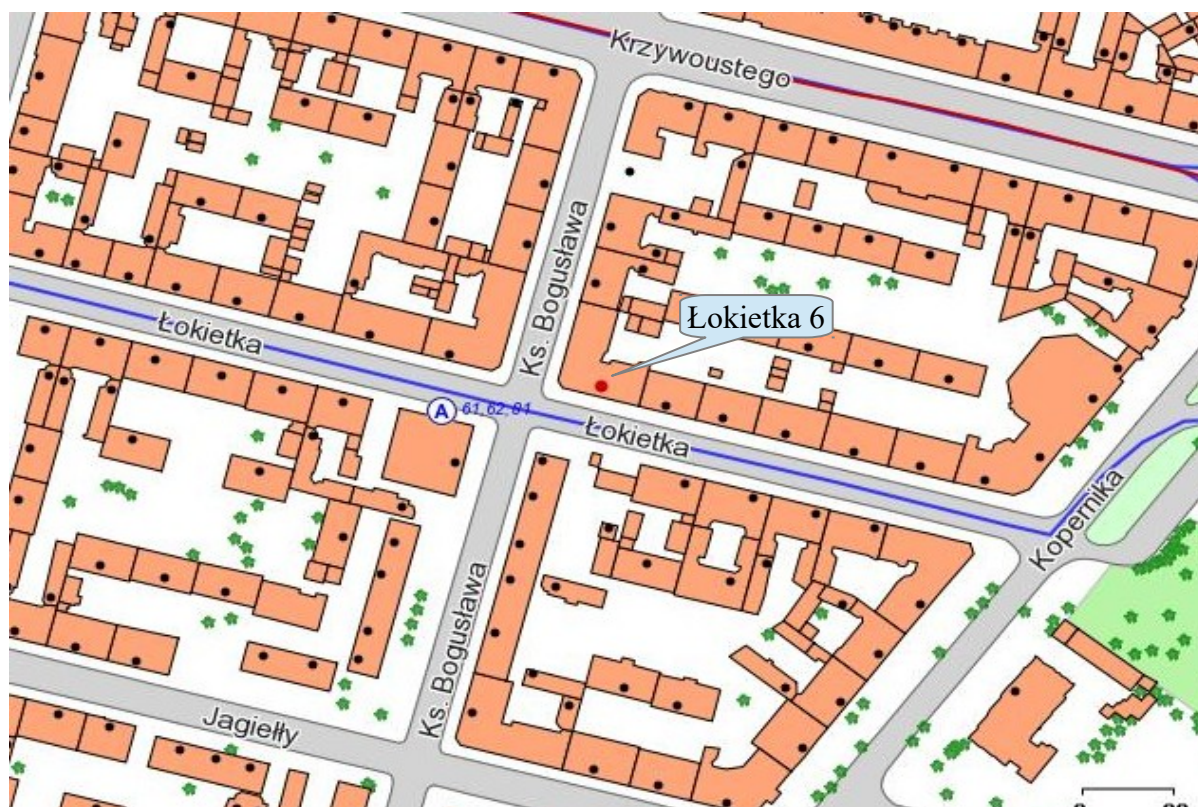 Krzywoustego
Ks. Bogusława
Łokietka
Łokietka 6
A 61,62,81
Łokietka
Kopernika
Ks. Bogusława
Jagiełły